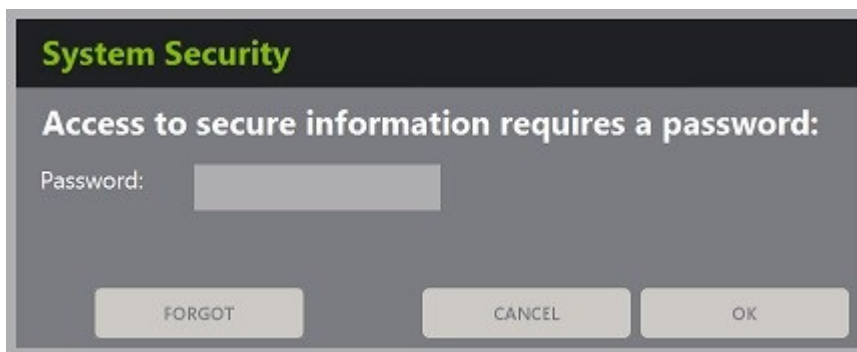 System Security
Access to secure information requires a password:
Password:
FORGOT CANCEL OK